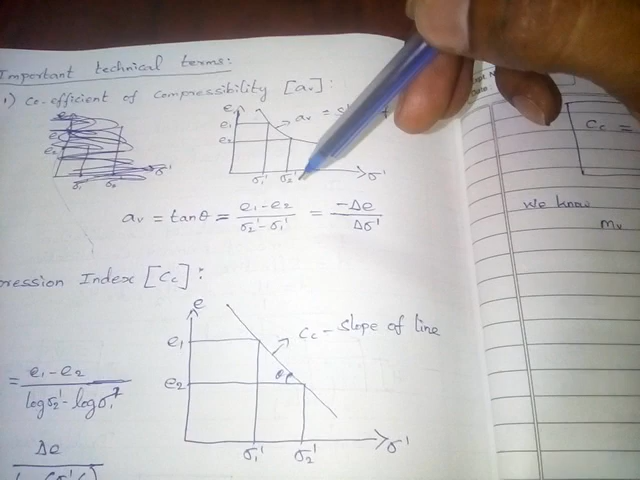 Important technical terms:
1) Co-efficient of compressibility [av]
e
e1
e2
av =
σ1' σ2' σ'
av = tanθ = e1-e2 / σ2'-σ1' = -Δe / Δσ'
ression Index [Cc]:
e
e1
e2
Cc - slope of line
σ1' σ2' σ'
= e1-e2 / logσ2'-logσ1'
Δe
Cc =
We know
mv